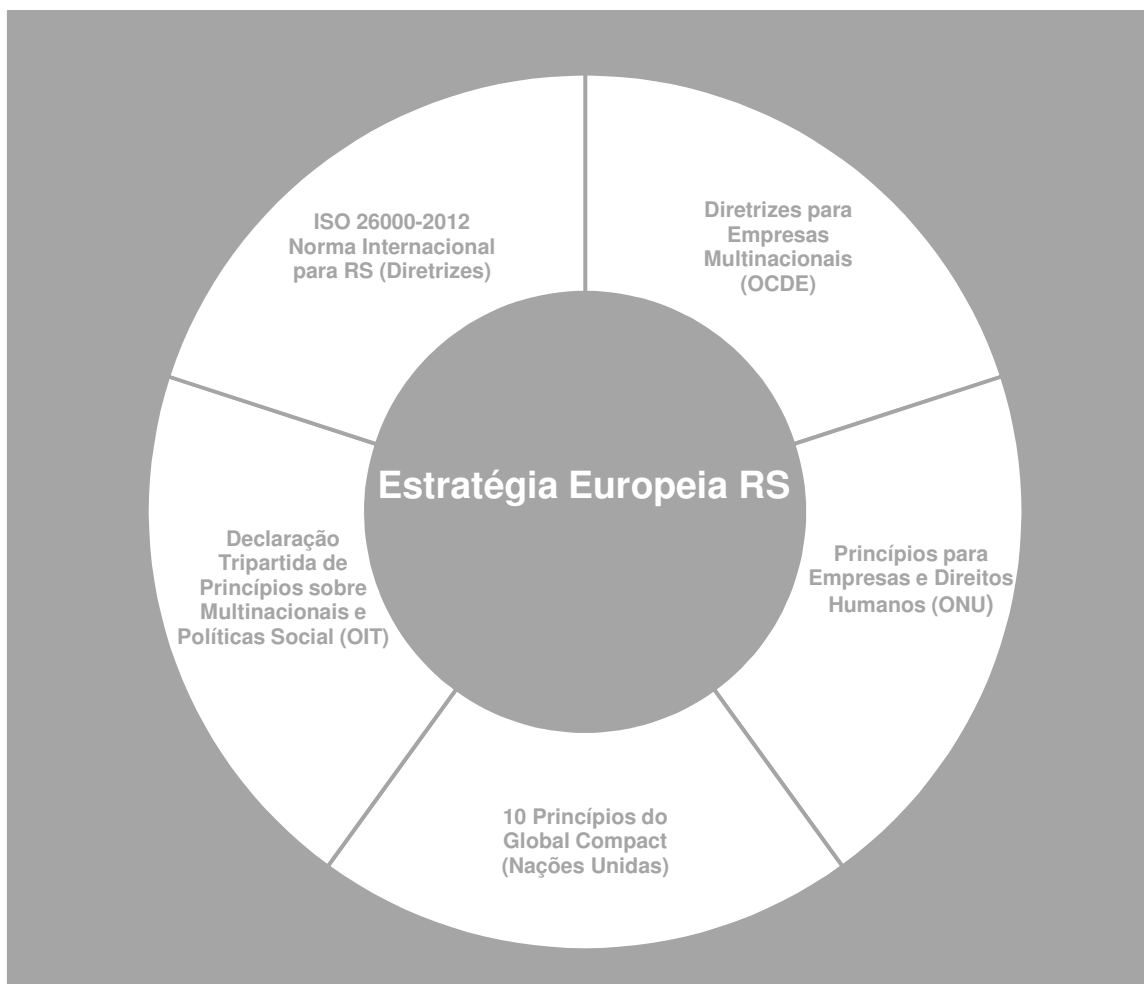 ISO 26000-2012
Norma Internacional
para RS (Diretrizes)
Diretrizes para
Empresas
Multinacionais
(OCDE)
Estratégia Europeia RS
Declaração
Tripartida de
Princípios sobre
Multinacionais e
Políticas Social (OIT)
Princípios para
Empresas e Direitos
Humanos (ONU)
10 Princípios do
Global Compact
(Nações Unidas)